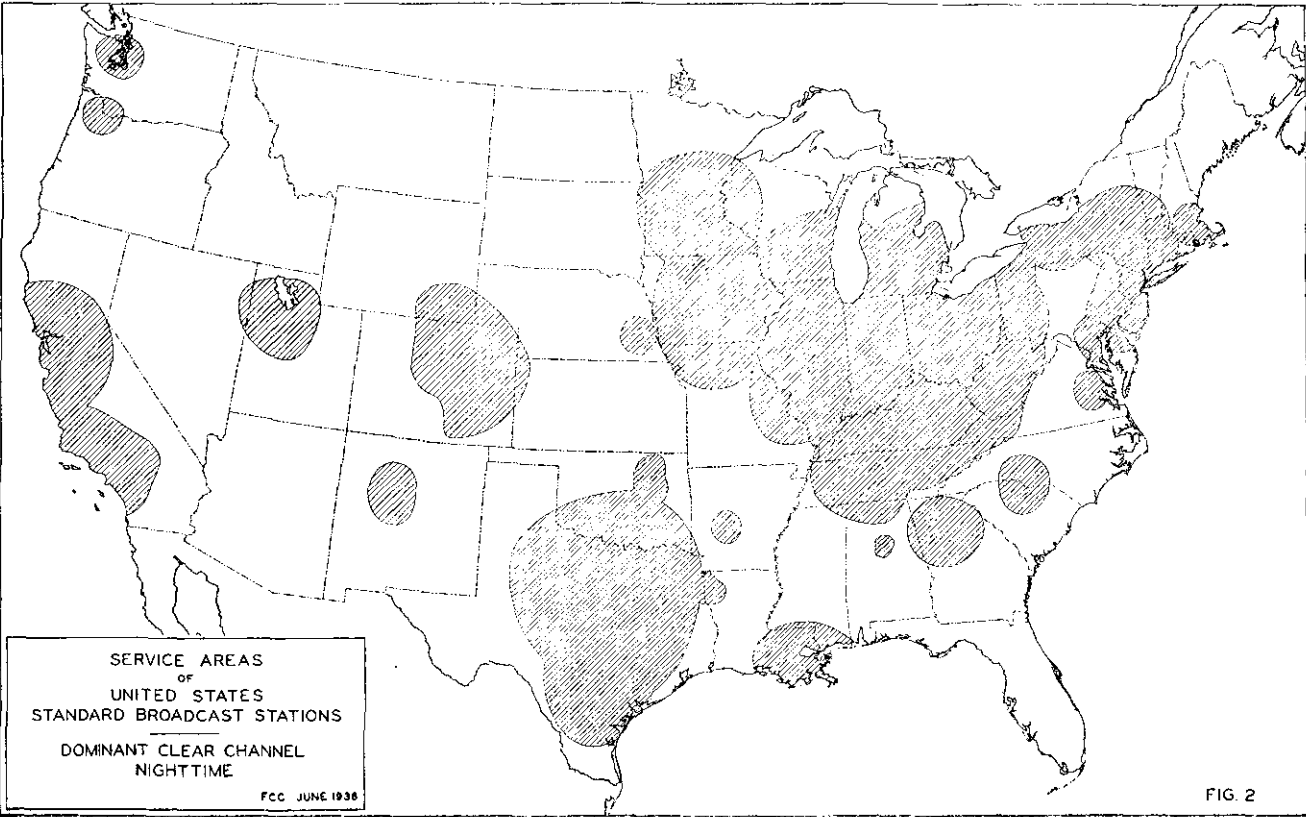 SERVICE AREAS
OF
UNITED STATES
STANDARD BROADCAST STATIONS
DOMINANT CLEAR CHANNEL
NIGHTTIME
FCC JUNE 1938
FIG. 2